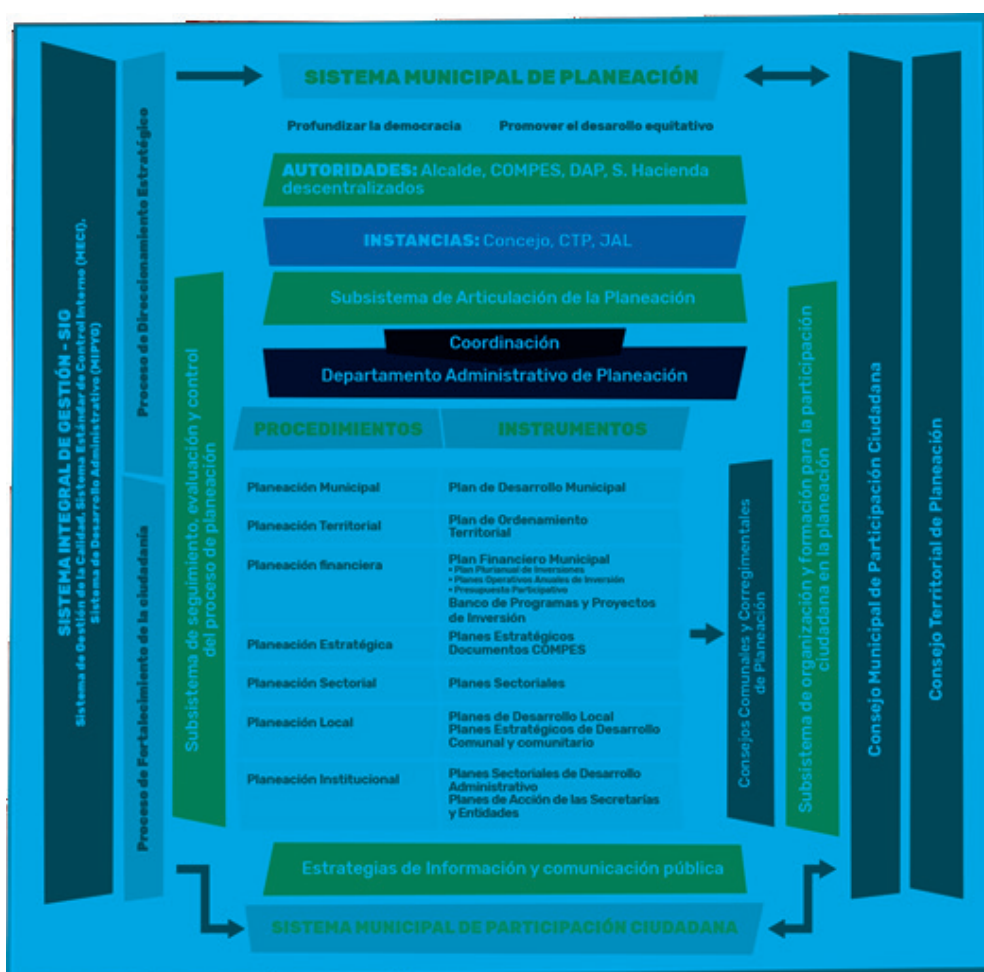 SISTEMA INTEGRAL DE GESTIÓN - SIG
Sistema de Gestión de la Calidad, Sistema Estándar de Control Interno (MECI),
Sistema de Desarrollo Administrativo (MIPYG)
Proceso de Direccionamiento Estratégico
Proceso de Fortalecimiento de la ciudadanía
Subsistema de seguimiento, evaluación y control
del proceso de planeación
SISTEMA MUNICIPAL DE PLANEACIÓN
Profundizar la democracia
Promover el desarollo equitativo
AUTORIDADES: Alcalde, COMPES, DAP, S. Hacienda
descentralizados
INSTANCIAS: Concejo, CTP, JAL
Subsistema de Articulación de la Planeación
Coordinación
Departamento Administrativo de Planeación
PROCEDIMIENTOS
INSTRUMENTOS
Planeación Municipal
Plan de Desarrollo Municipal
Planeación Territorial
Plan de Ordenamiento
Territorial
Planeación financiera
Plan Financiero Municipal
• Plan Plurianual de Inversiones
• Planes Operativos Anuales de Inversión
• Presupuesto Participativo
Banco de Programas y Proyectos
de Inversión
Planeación Estratégica
Planes Estratégicos
Documentos COMPES
Planeación Sectorial
Planes Sectoriales
Planeación Local
Planes de Desarrollo Local
Planes Estratégicos de Desarrollo
Comunal y comunitario
Planeación Institucional
Planes Sectoriales de Desarrollo
Administrativo
Planes de Acción de las Secretarías
y Entidades
Consejos Comunales y Corregimentales
de Planeación
Subsistema de organización y formación para la participación
ciudadana en la planeación
Consejo Municipal de Participación Ciudadana
Consejo Territorial de Planeación
Estrategias de Información y comunicación pública
SISTEMA MUNICIPAL DE PARTICIPACIÓN CIUDADANA